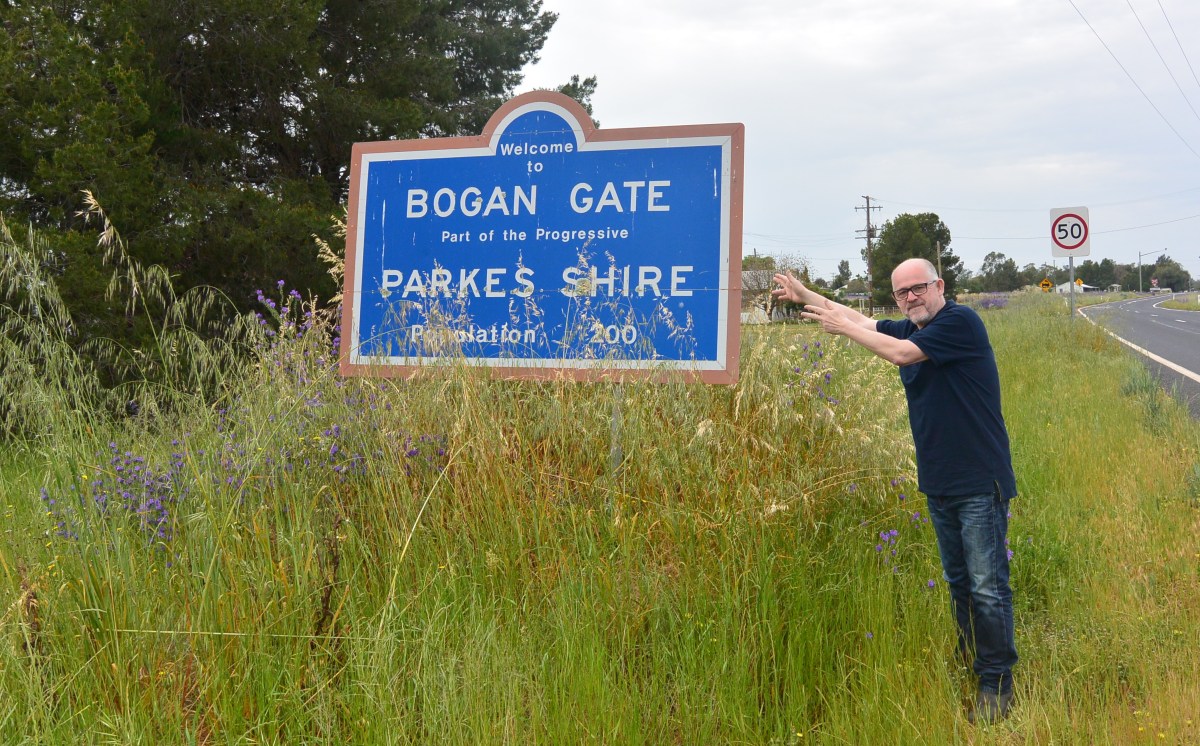 Welcome
to
BOGAN GATE
Part of the Progressive
PARKES SHIRE
Population 200
50